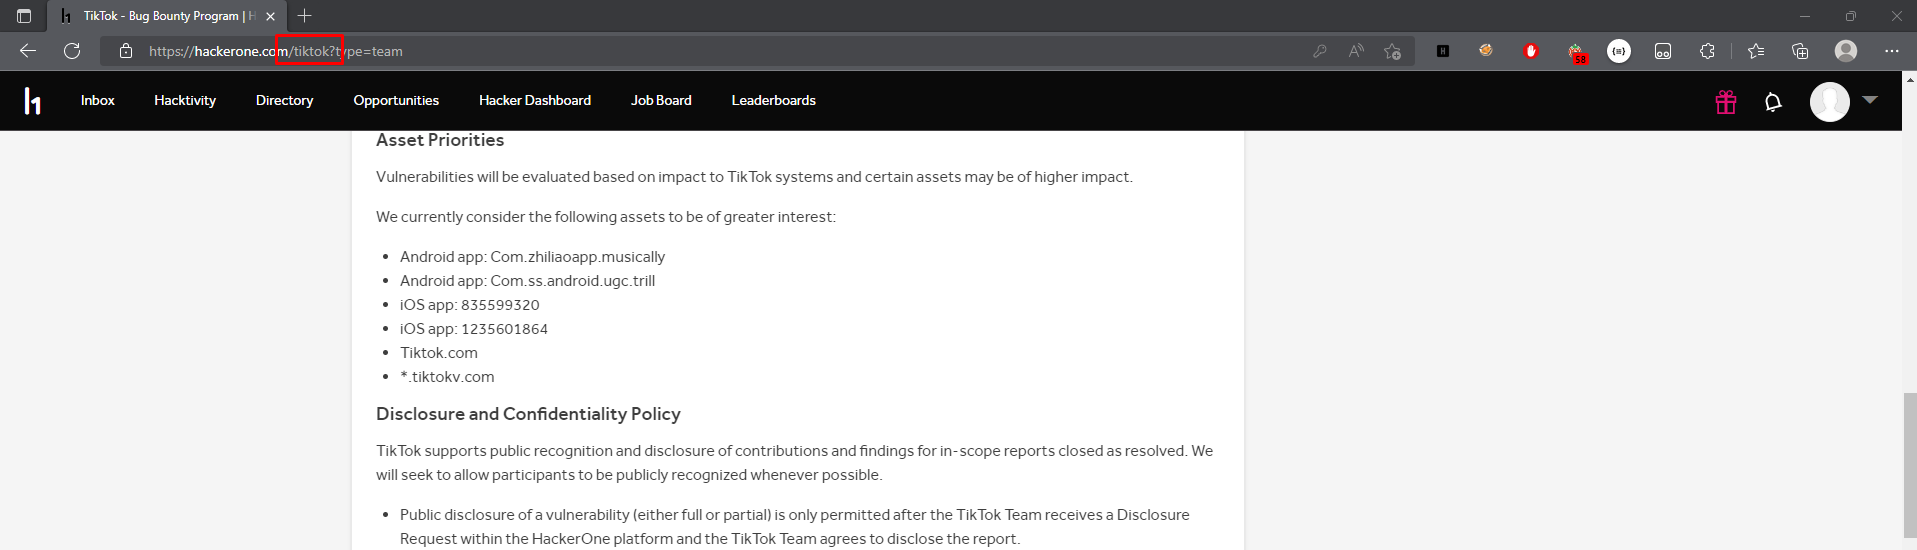 TikTok - Bug Bounty Program | H
https://hackerone.com/tiktok?type=team
58
Inbox Hacktivity Directory Opportunities Hacker Dashboard Job Board Leaderboards
Asset Priorities
Vulnerabilities will be evaluated based on impact to TikTok systems and certain assets may be of higher impact.
We currently consider the following assets to be of greater interest:
• Android app: Com.zhiliaoapp.musically
• Android app: Com.ss.android.ugc.trill
• iOS app: 835599320
• iOS app: 1235601864
• Tiktok.com
• *.tiktokv.com
Disclosure and Confidentiality Policy
TikTok supports public recognition and disclosure of contributions and findings for in-scope reports closed as resolved. We
will seek to allow participants to be publicly recognized whenever possible.
• Public disclosure of a vulnerability (either full or partial) is only permitted after the TikTok Team receives a Disclosure
Request within the HackerOne platform and the TikTok Team agrees to disclose the report.